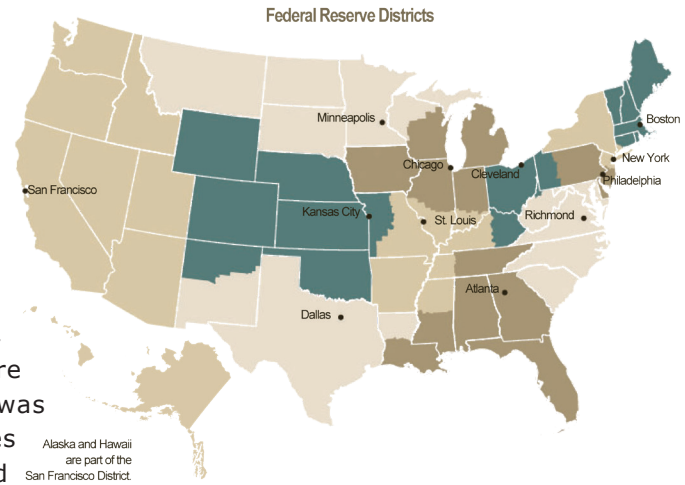 Federal Reserve Districts
Boston
Minneapolis
New York
Chicago
Cleveland
Philadelphia
San Francisco
Kansas City
St. Louis
Richmond
Atlanta
Dallas
re
was
es
d
Alaska and Hawaii
are part of the
San Francisco District.